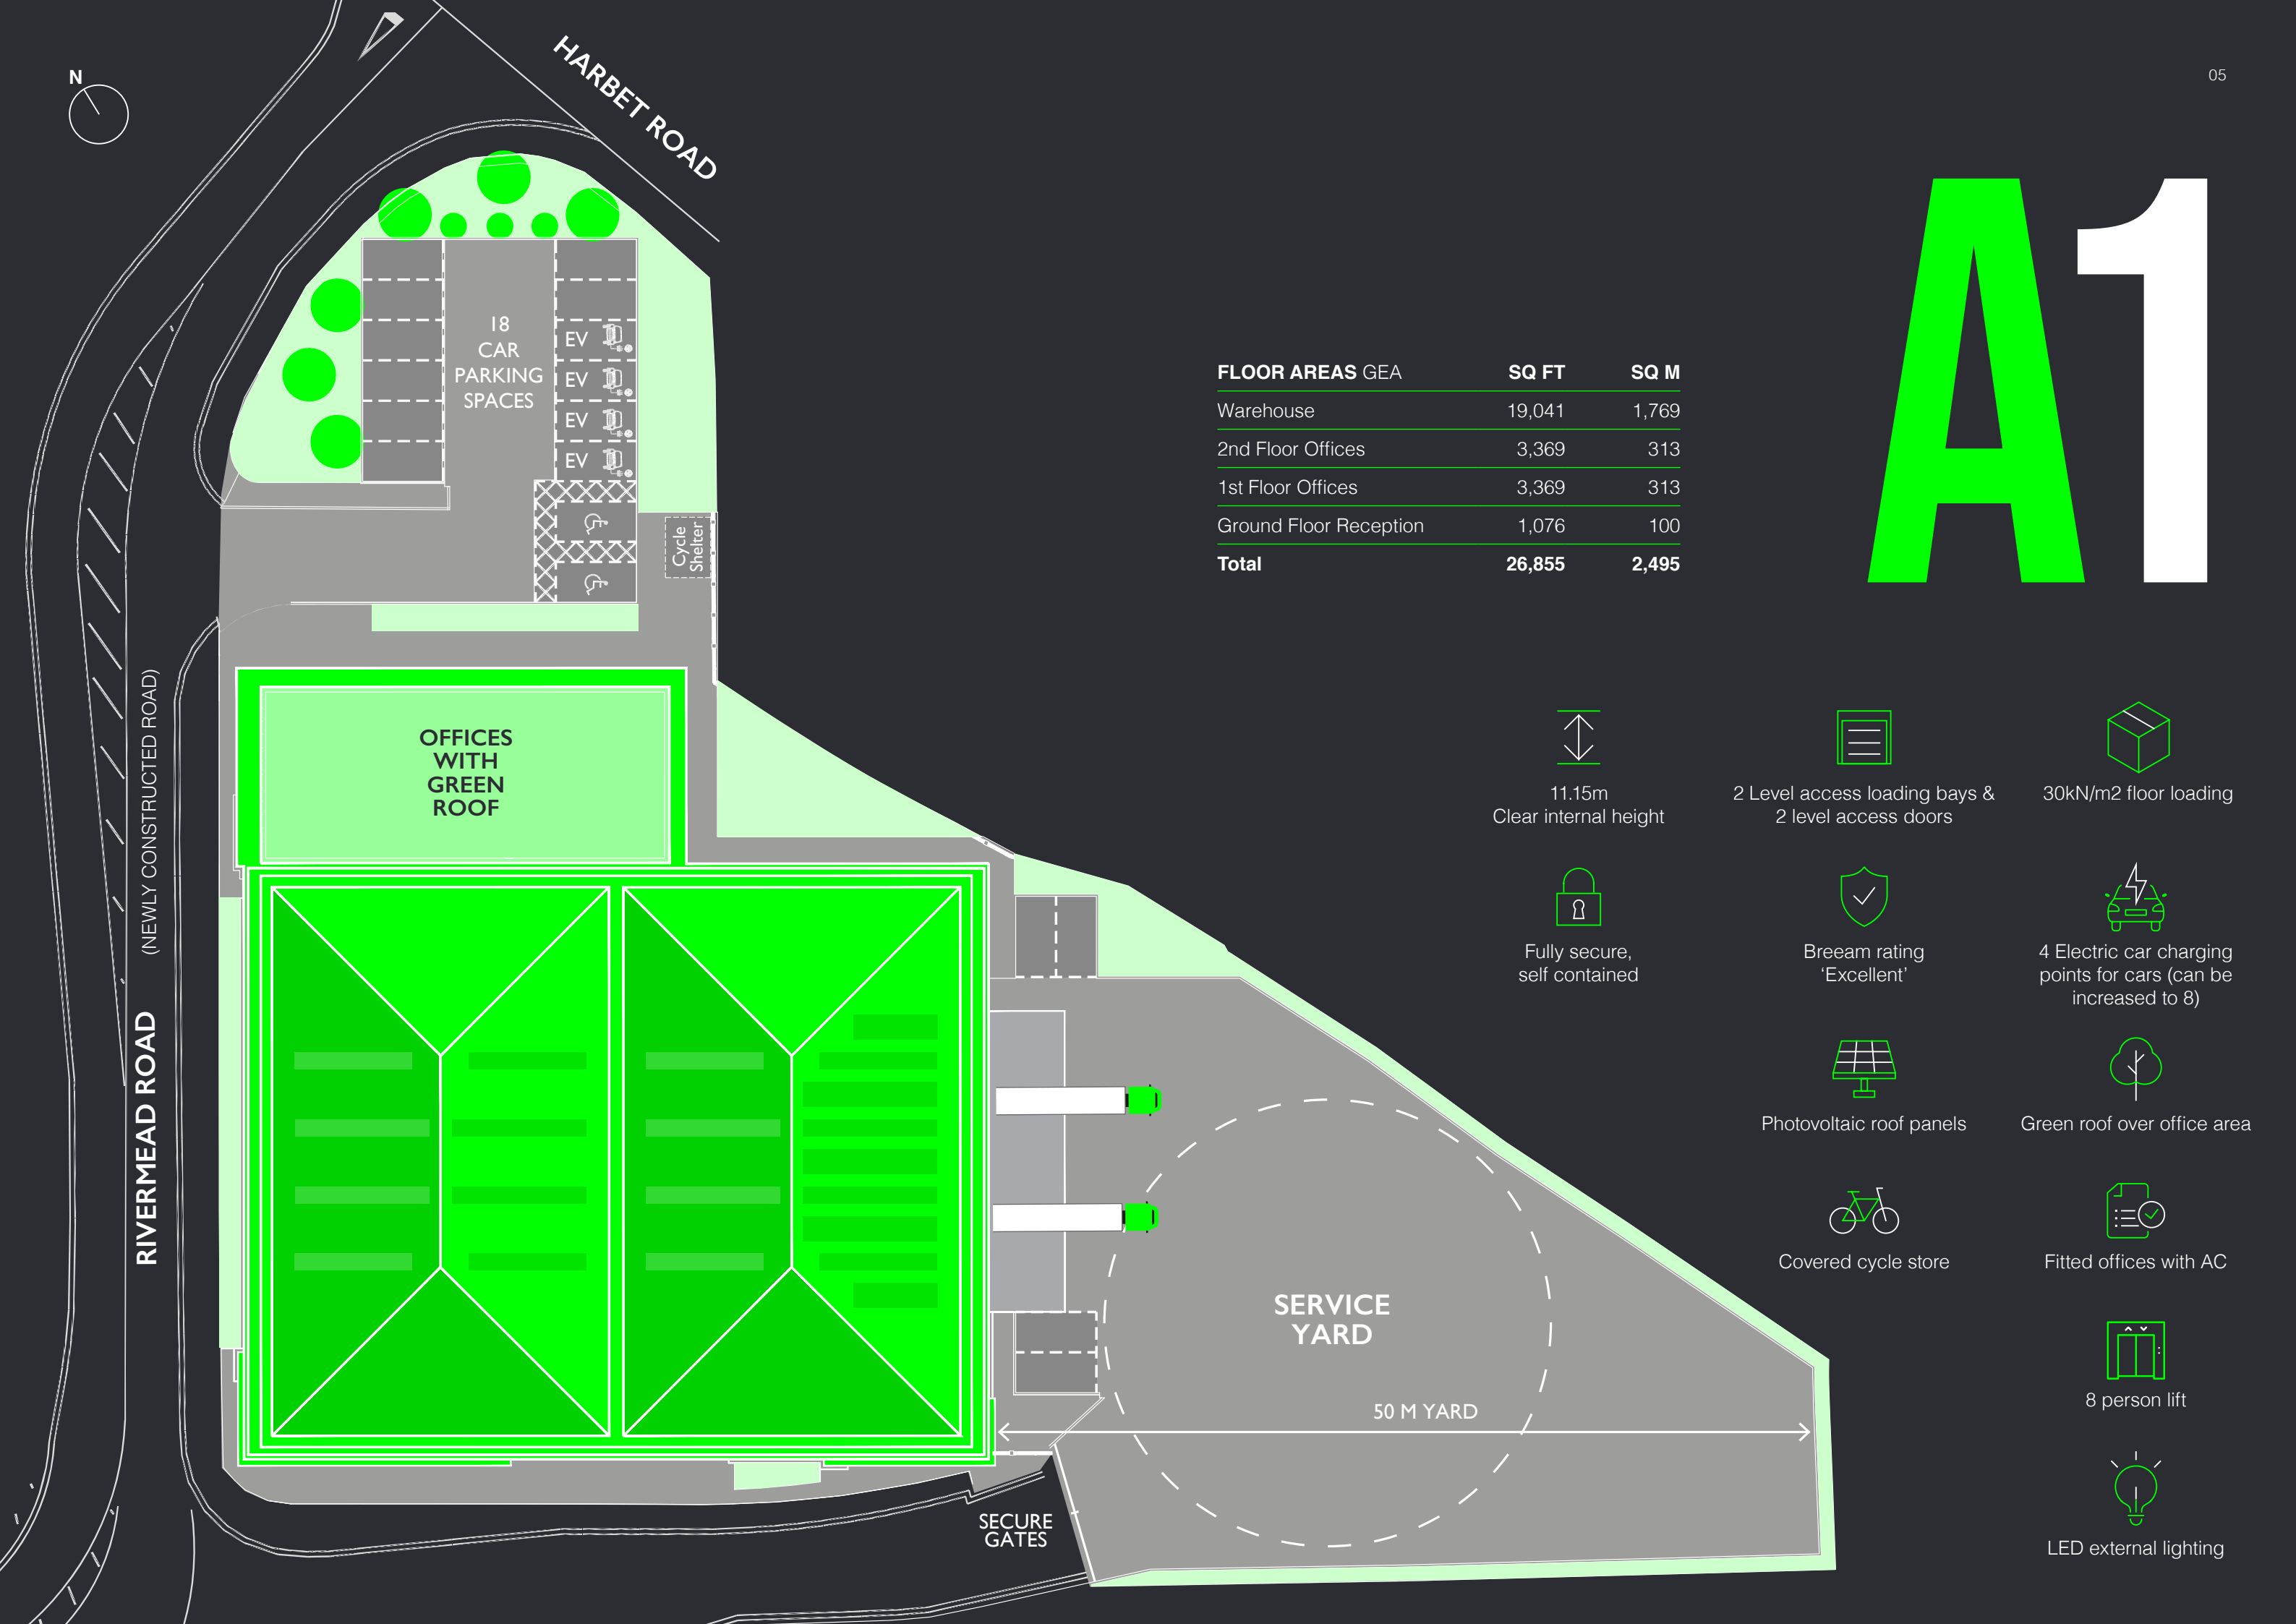 05
N
HARBET ROAD
A1
18
CAR
PARKING
SPACES
EV
EV
EV
EV
Cycle
Shelter
FLOOR AREAS GEA SQ FT SQ M
Warehouse 19,041 1,769
2nd Floor Offices 3,369 313
1st Floor Offices 3,369 313
Ground Floor Reception 1,076 100
Total 26,855 2,495
OFFICES
WITH
GREEN
ROOF
RIVERMEAD ROAD (NEWLY CONSTRUCTED ROAD)
11.15m
Clear internal height
2 Level access loading bays &
2 level access doors
30kN/m2 floor loading
Fully secure,
self contained
Breeam rating
‘Excellent’
4 Electric car charging
points for cars (can be
increased to 8)
Photovoltaic roof panels
Green roof over office area
Covered cycle store
Fitted offices with AC
8 person lift
LED external lighting
SERVICE
YARD
50 M YARD
SECURE
GATES